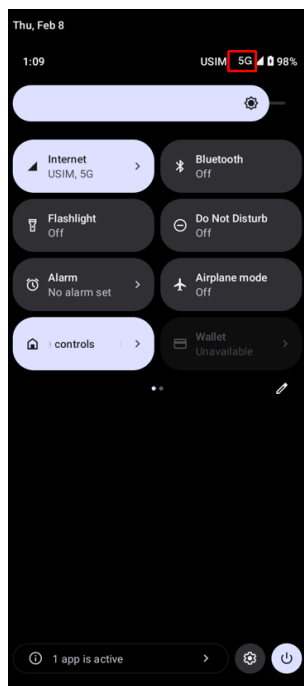 Thu, Feb 8
1:09 USIM 5G 98%
Internet
USIM, 5G
Bluetooth
Off
Flashlight
Off
Do Not Disturb
Off
Alarm
No alarm set
Airplane mode
Off
controls
Wallet
Unavailable
1 app is active